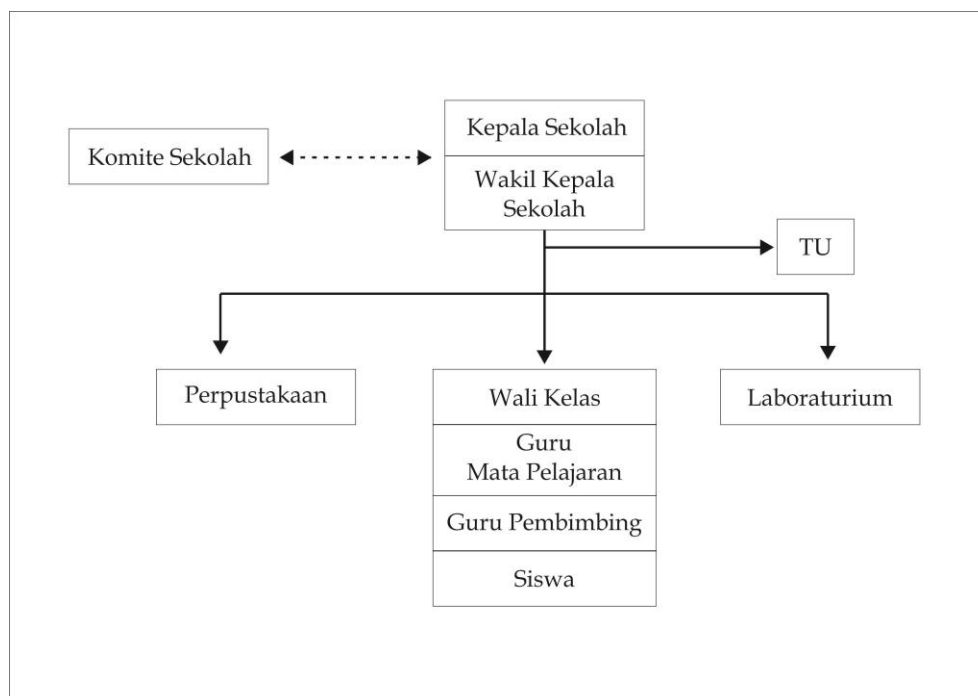 Kepala Sekolah
Komite Sekolah
Wakil Kepala
Sekolah
TU
Perpustakaan
Wali Kelas
Laboraturium
Guru
Mata Pelajaran
Guru Pembimbing
Siswa